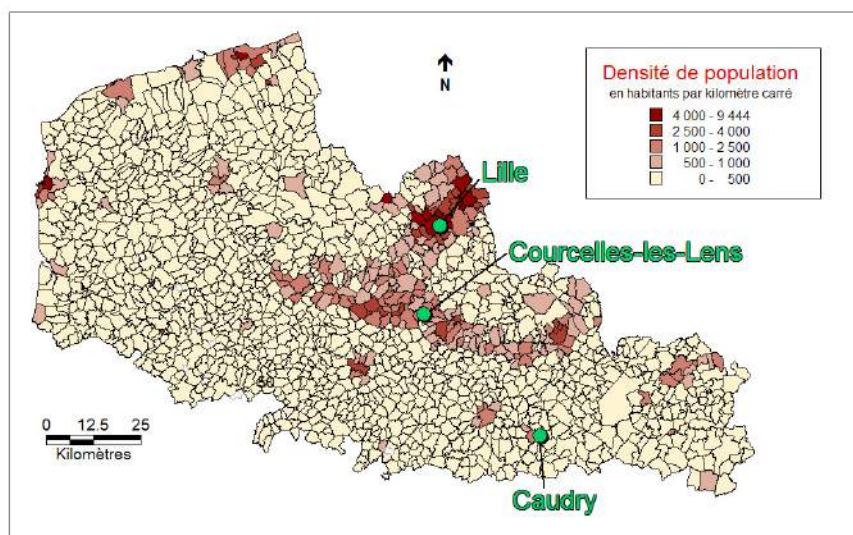 N
Densité de population
en habitants par kilomètre carré
4 000 - 9 444
2 500 - 4 000
1 000 - 2 500
500 - 1 000
0 - 500
Lille
Courcelles-les-Lens
0 12.5 25
Kilomètres
Caudry